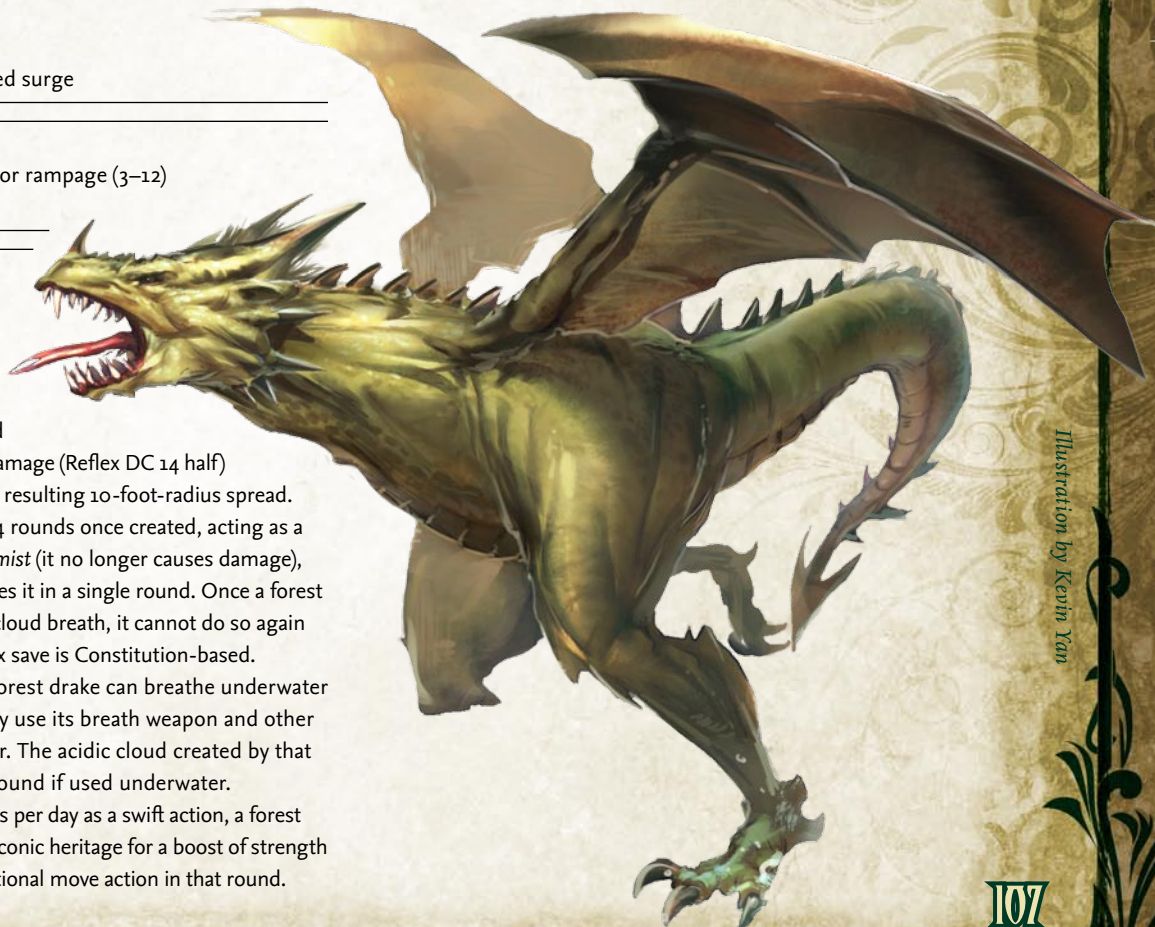 ed surge
or rampage (3–12)
amage (Reflex DC 14 half)
resulting 10-foot-radius spread.
4 rounds once created, acting as a
mist (it no longer causes damage),
es it in a single round. Once a forest
cloud breath, it cannot do so again
x save is Constitution-based.
orest drake can breathe underwater
y use its breath weapon and other
r. The acidic cloud created by that
ound if used underwater.
s per day as a swift action, a forest
conic heritage for a boost of strength
tional move action in that round.
Illustration by Kevin Yan
107